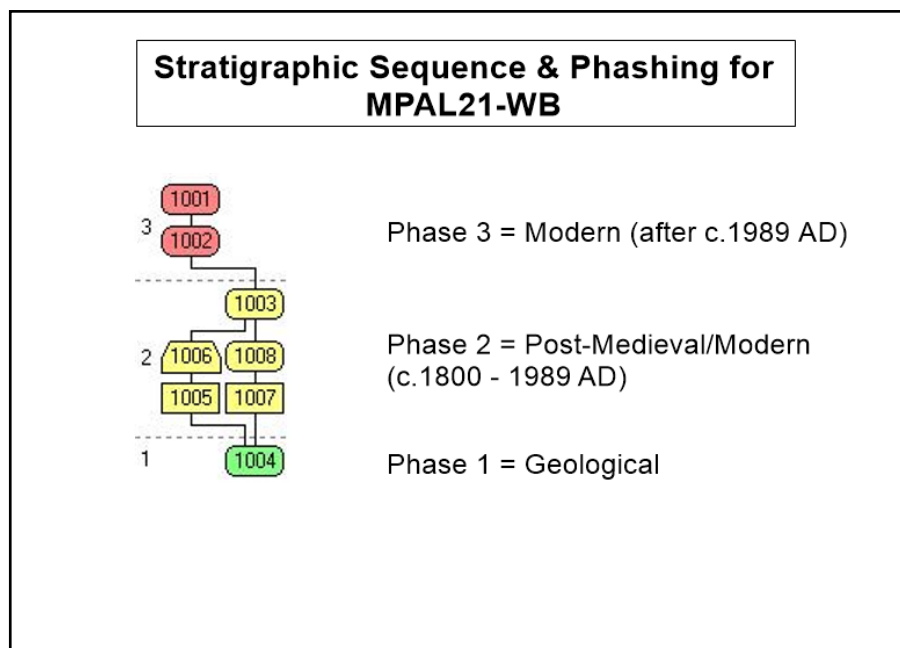 Stratigraphic Sequence & Phashing for
MPAL21-WB
1001
3
1002
Phase 3 = Modern (after c.1989 AD)
1003
2 1006 1008
Phase 2 = Post-Medieval/Modern
(c.1800 - 1989 AD)
1005 1007
1 1004
Phase 1 = Geological